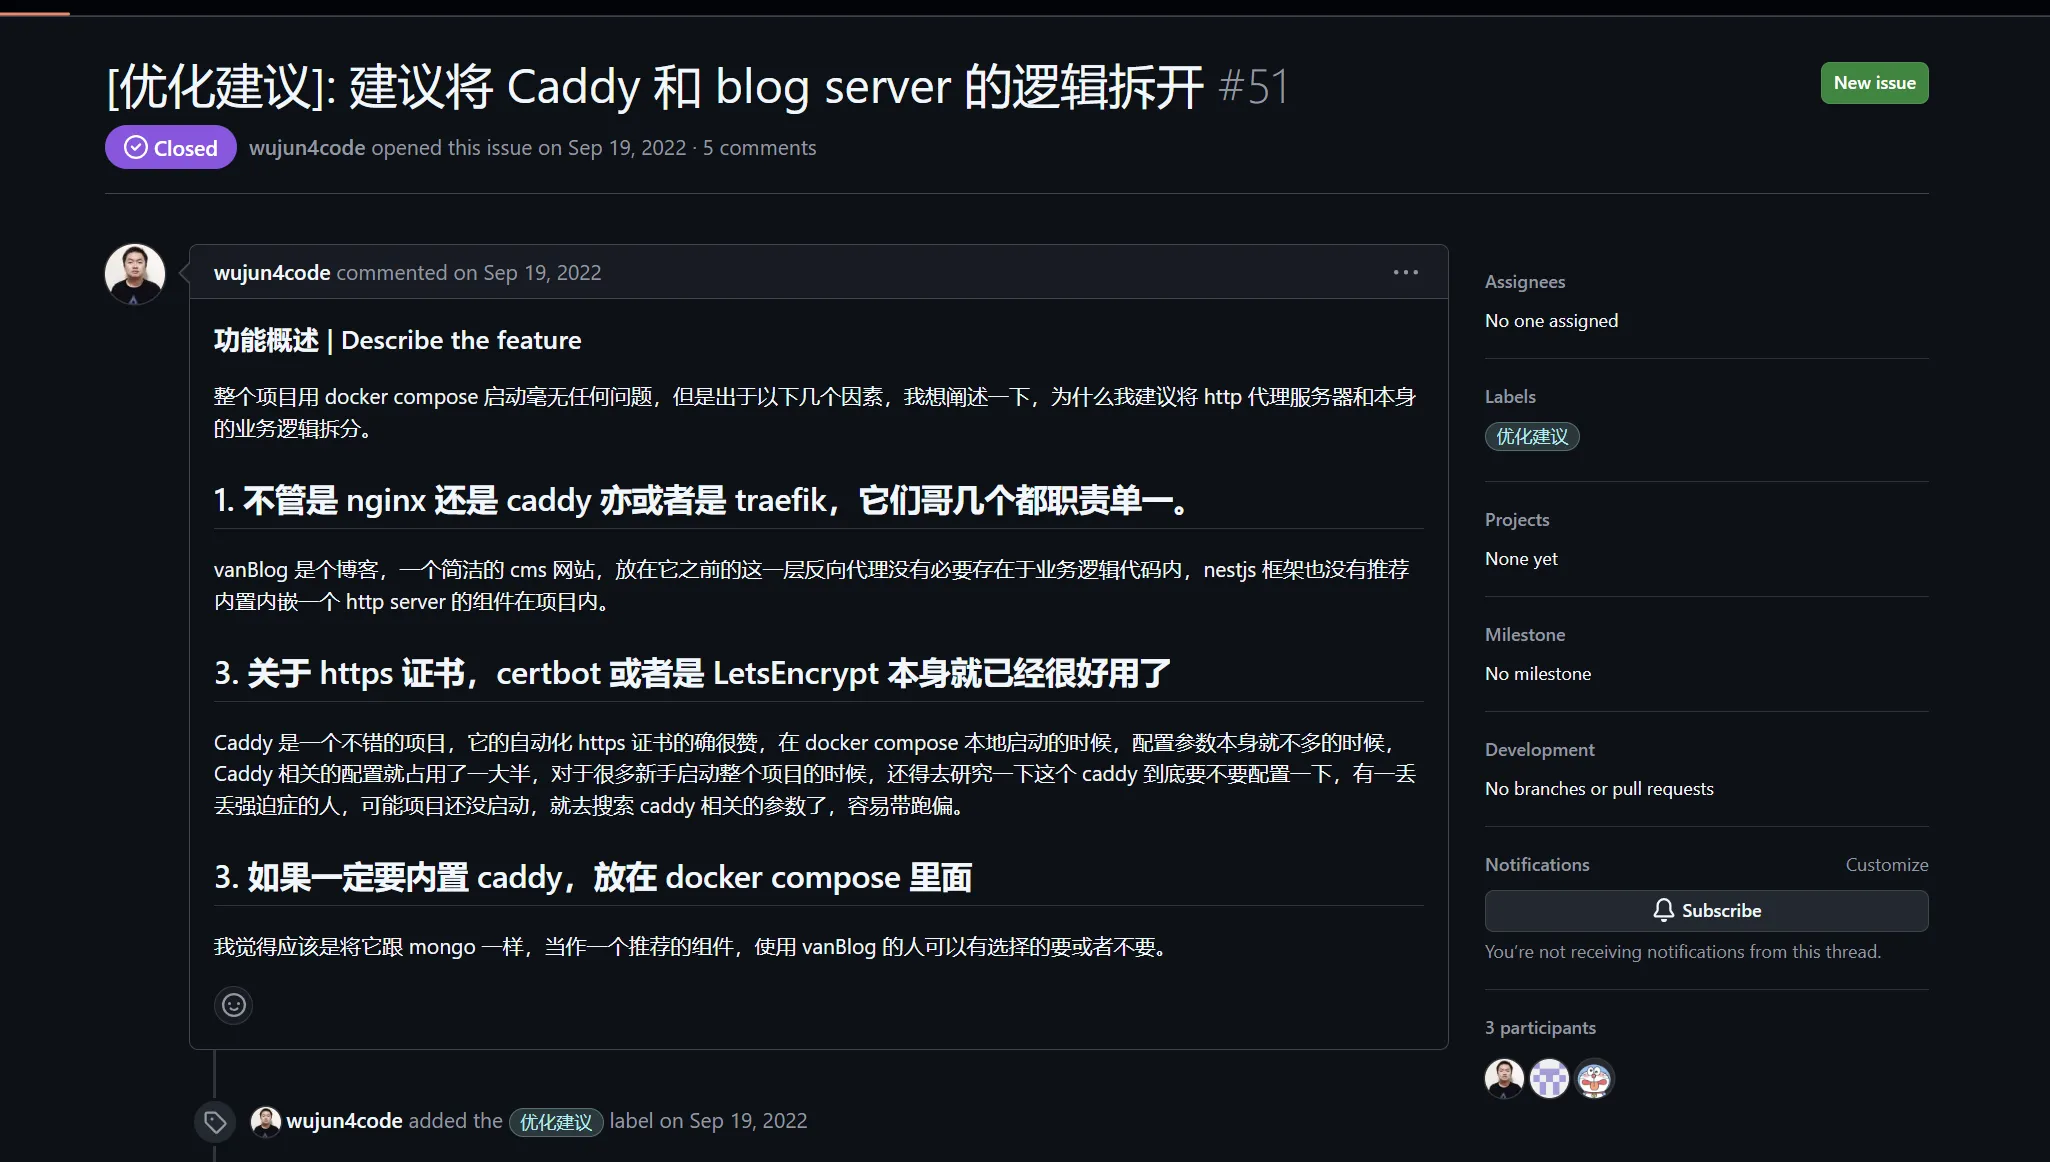 [优化建议]: 建议将 Caddy 和 blog server 的逻辑拆开 #51
New issue
Closed
wujun4code opened this issue on Sep 19, 2022 · 5 comments
wujun4code commented on Sep 19, 2022
功能概述 | Describe the feature
整个项目用 docker compose 启动毫无任何问题，但是出于以下几个因素，我想阐述一下，为什么我建议将 http 代理服务器和本身
的业务逻辑拆分。
1. 不管是 nginx 还是 caddy 亦或者是 traefik，它们哥几个都职责单一。
vanBlog 是个博客，一个简洁的 cms 网站，放在它之前的这一层反向代理没有必要存在于业务逻辑代码内，nestjs 框架也没有推荐
内置内嵌一个 http server 的组件在项目内。
3. 关于 https 证书，certbot 或者是 LetsEncrypt 本身就已经很好用了
Caddy 是一个不错的项目，它的自动化 https 证书的确很赞，在 docker compose 本地启动的时候，配置参数本身就不多的时候，
Caddy 相关的配置就占用了一大半，对于很多新手启动整个项目的时候，还得去研究一下这个 caddy 到底要不要配置一下，有一丢
丢强迫症的人，可能项目还没启动，就去搜索 caddy 相关的参数了，容易带跑偏。
3. 如果一定要内置 caddy，放在 docker compose 里面
我觉得应该是将它跟 mongo 一样，当作一个推荐的组件，使用 vanBlog 的人可以有选择的要或者不要。
wujun4code added the 优化建议 label on Sep 19, 2022
Assignees
No one assigned
Labels
优化建议
Projects
None yet
Milestone
No milestone
Development
No branches or pull requests
Notifications
Customize
Subscribe
You’re not receiving notifications from this thread.
3 participants